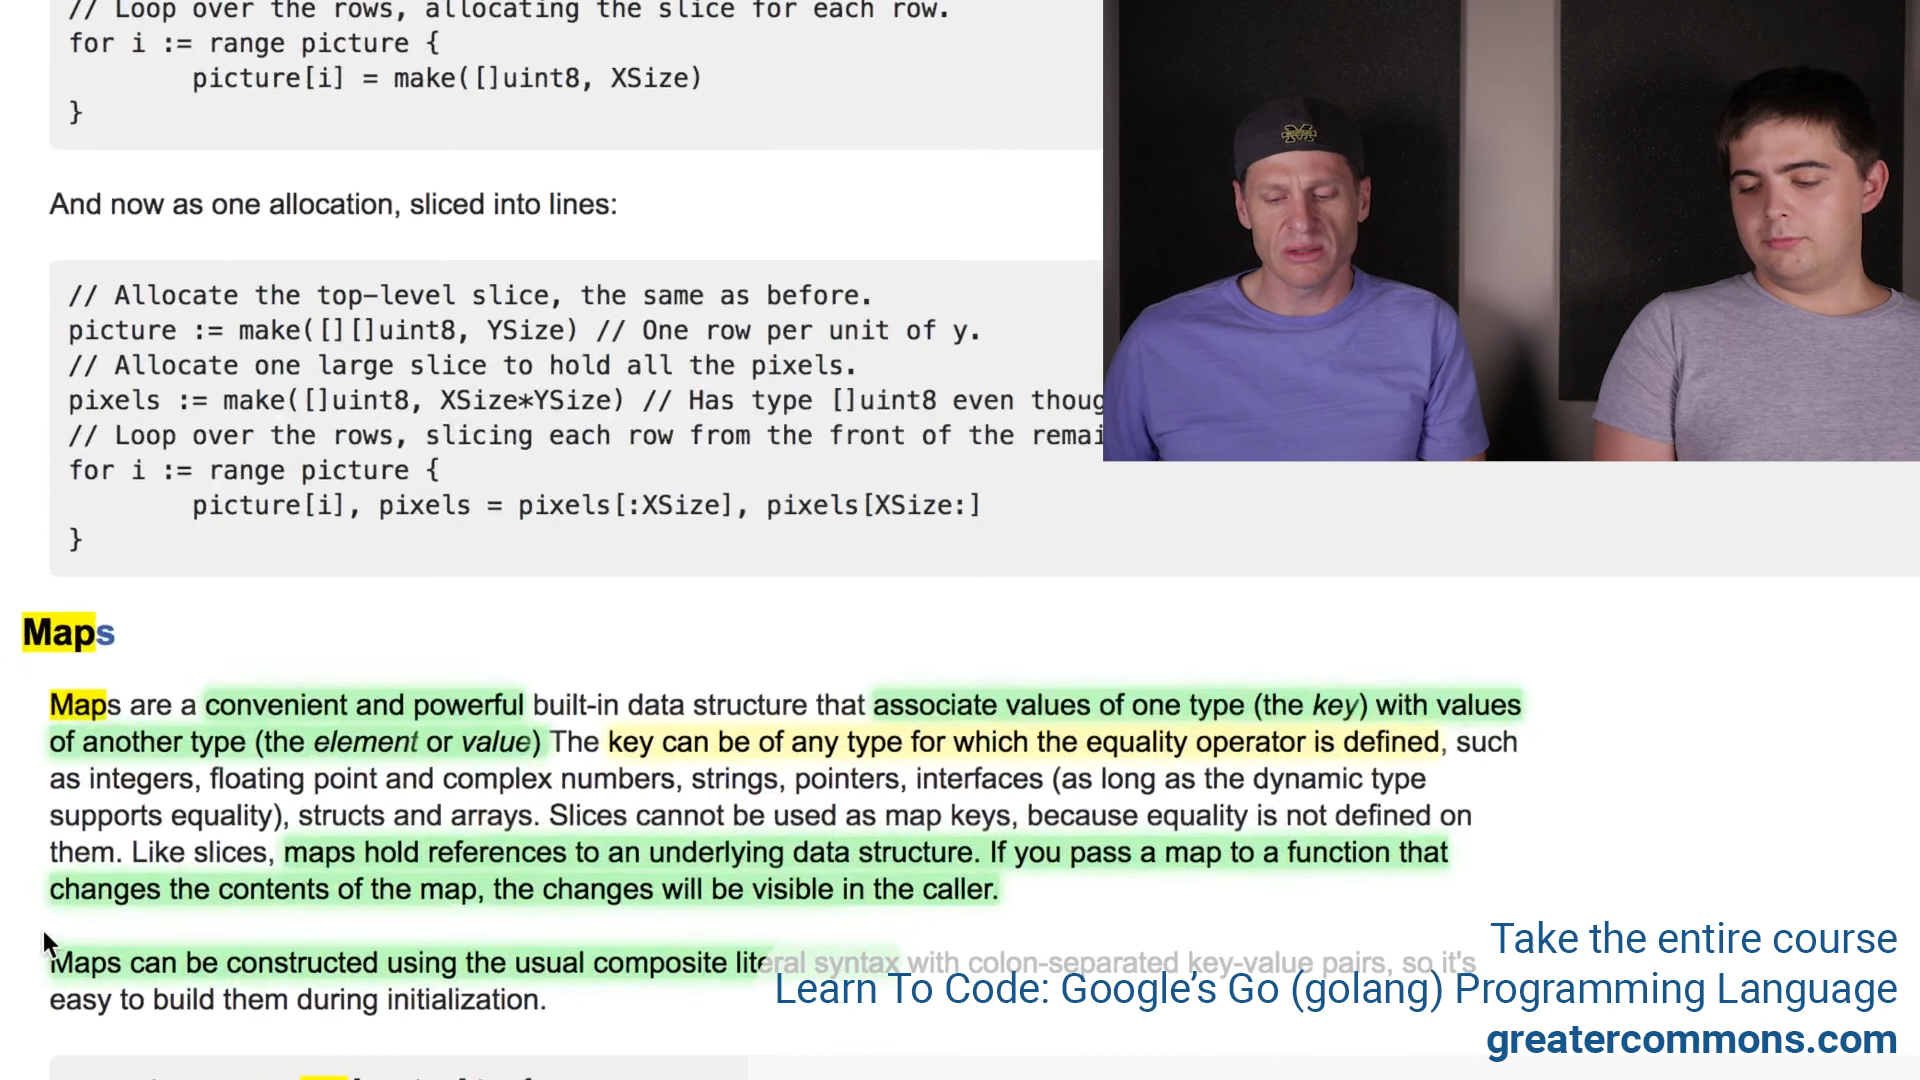 // Loop over the rows, allocating the slice for each row.
for i := range picture {
picture[i] = make([]uint8, XSize)
}
And now as one allocation, sliced into lines:
// Allocate the top-level slice, the same as before.
picture := make([][]uint8, YSize) // One row per unit of y.
// Allocate one large slice to hold all the pixels.
pixels := make([]uint8, XSize*YSize) // Has type []uint8 even thoug
// Loop over the rows, slicing each row from the front of the remai
for i := range picture {
picture[i], pixels = pixels[:XSize], pixels[XSize:]
}
Maps
Maps are a convenient and powerful built-in data structure that associate values of one type (the key) with values
of another type (the element or value) The key can be of any type for which the equality operator is defined, such
as integers, floating point and complex numbers, strings, pointers, interfaces (as long as the dynamic type
supports equality), structs and arrays. Slices cannot be used as map keys, because equality is not defined on
them. Like slices, maps hold references to an underlying data structure. If you pass a map to a function that
changes the contents of the map, the changes will be visible in the caller.
Maps can be constructed using the usual composite literal syntax with colon-separated key-value pairs, so it's
easy to build them during initialization.
Take the entire course
Learn To Code: Google’s Go (golang) Programming Language
greatercommons.com